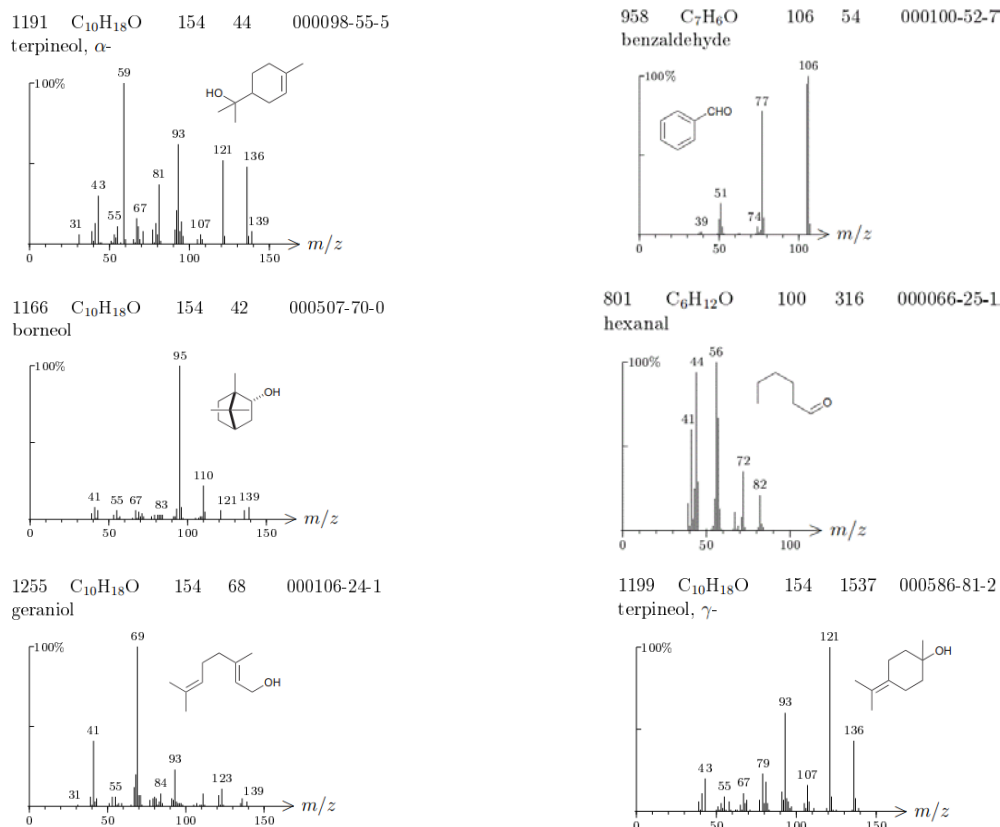 1191 C10H18O 154 44 000098-55-5
terpineol, α-
100%
59
HO
93
121
136
81
43
67
55
31
107
139
0 50 100 150
m/z
958 C7H6O 106 54 000100-52-7
benzaldehyde
100%
106
77
CHO
51
39
74
0 50 100
m/z
1166 C10H18O 154 42 000507-70-0
borneol
100%
95
OH
110
41 55 67 83 121 139
0 50 100 150
m/z
801 C6H12O 100 316 000066-25-1
hexanal
100%
56
44
O
41
72
82
0 50 100
m/z
1255 C10H18O 154 68 000106-24-1
geraniol
100%
69
OH
41
93
84
123
55
31
139
0 50 100 150
m/z
1199 C10H18O 154 1537 000586-81-2
terpineol, γ-
100%
121
OH
93
136
79
43
67
55
107
0 50 100 150
m/z